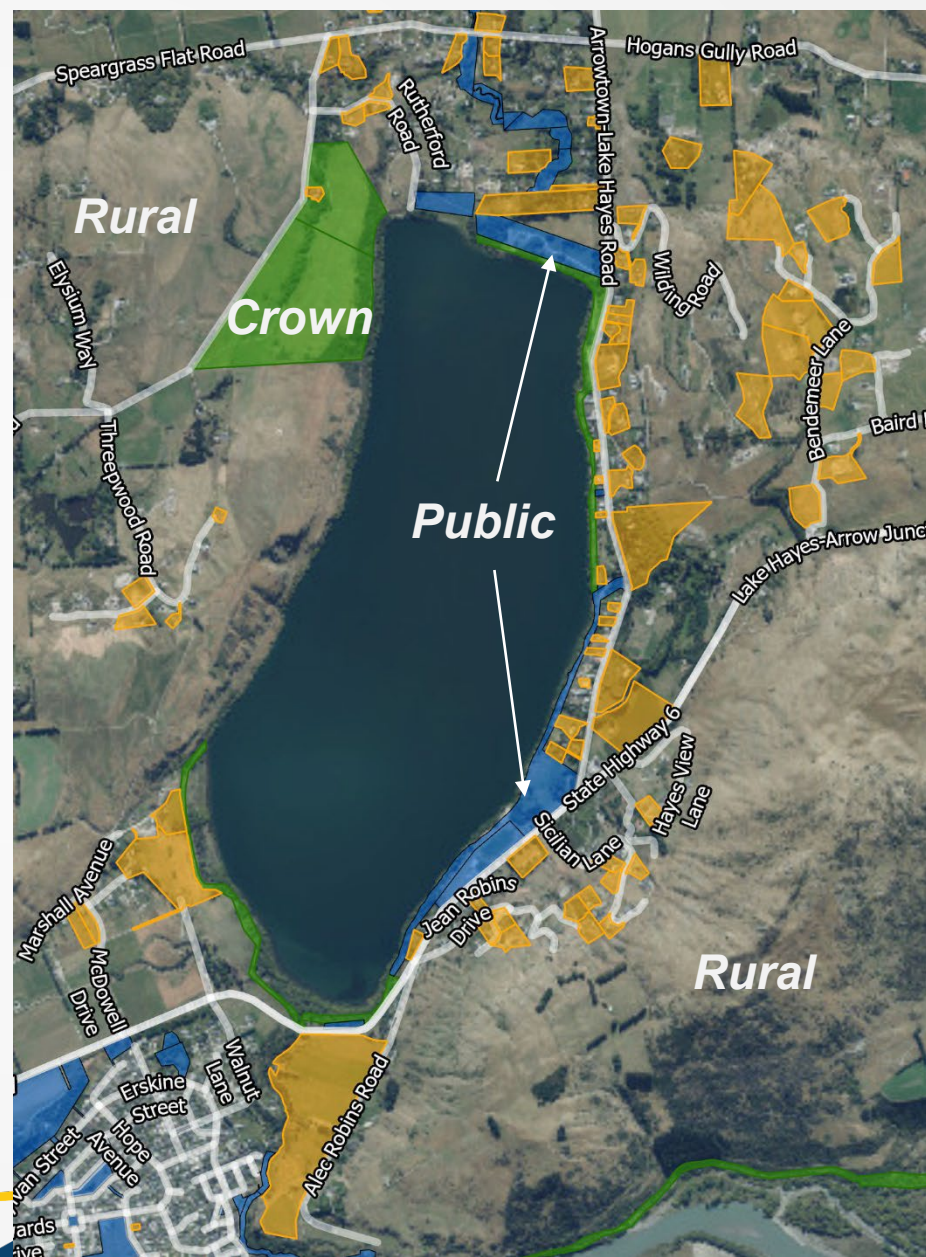 Speargrass Flat Road
Hogans Gully Road
Arrowtown-Lake Hayes Road
Rutherford
Road
Rural
Elysium Way
Wilding Road
Crown
Bendemeer Lane
Baird
Threepwood Road
Public
Lake Hayes-Arrow Junc
State Highway 6
Hayes View
Lane
Sicilian
Lane
Marshall Avenue
McDowell
Drive
Jean Robins
Drive
Rural
Walnut
Lane
Erskine
Street
Hope
Avenue
Alec Robins Road
Street